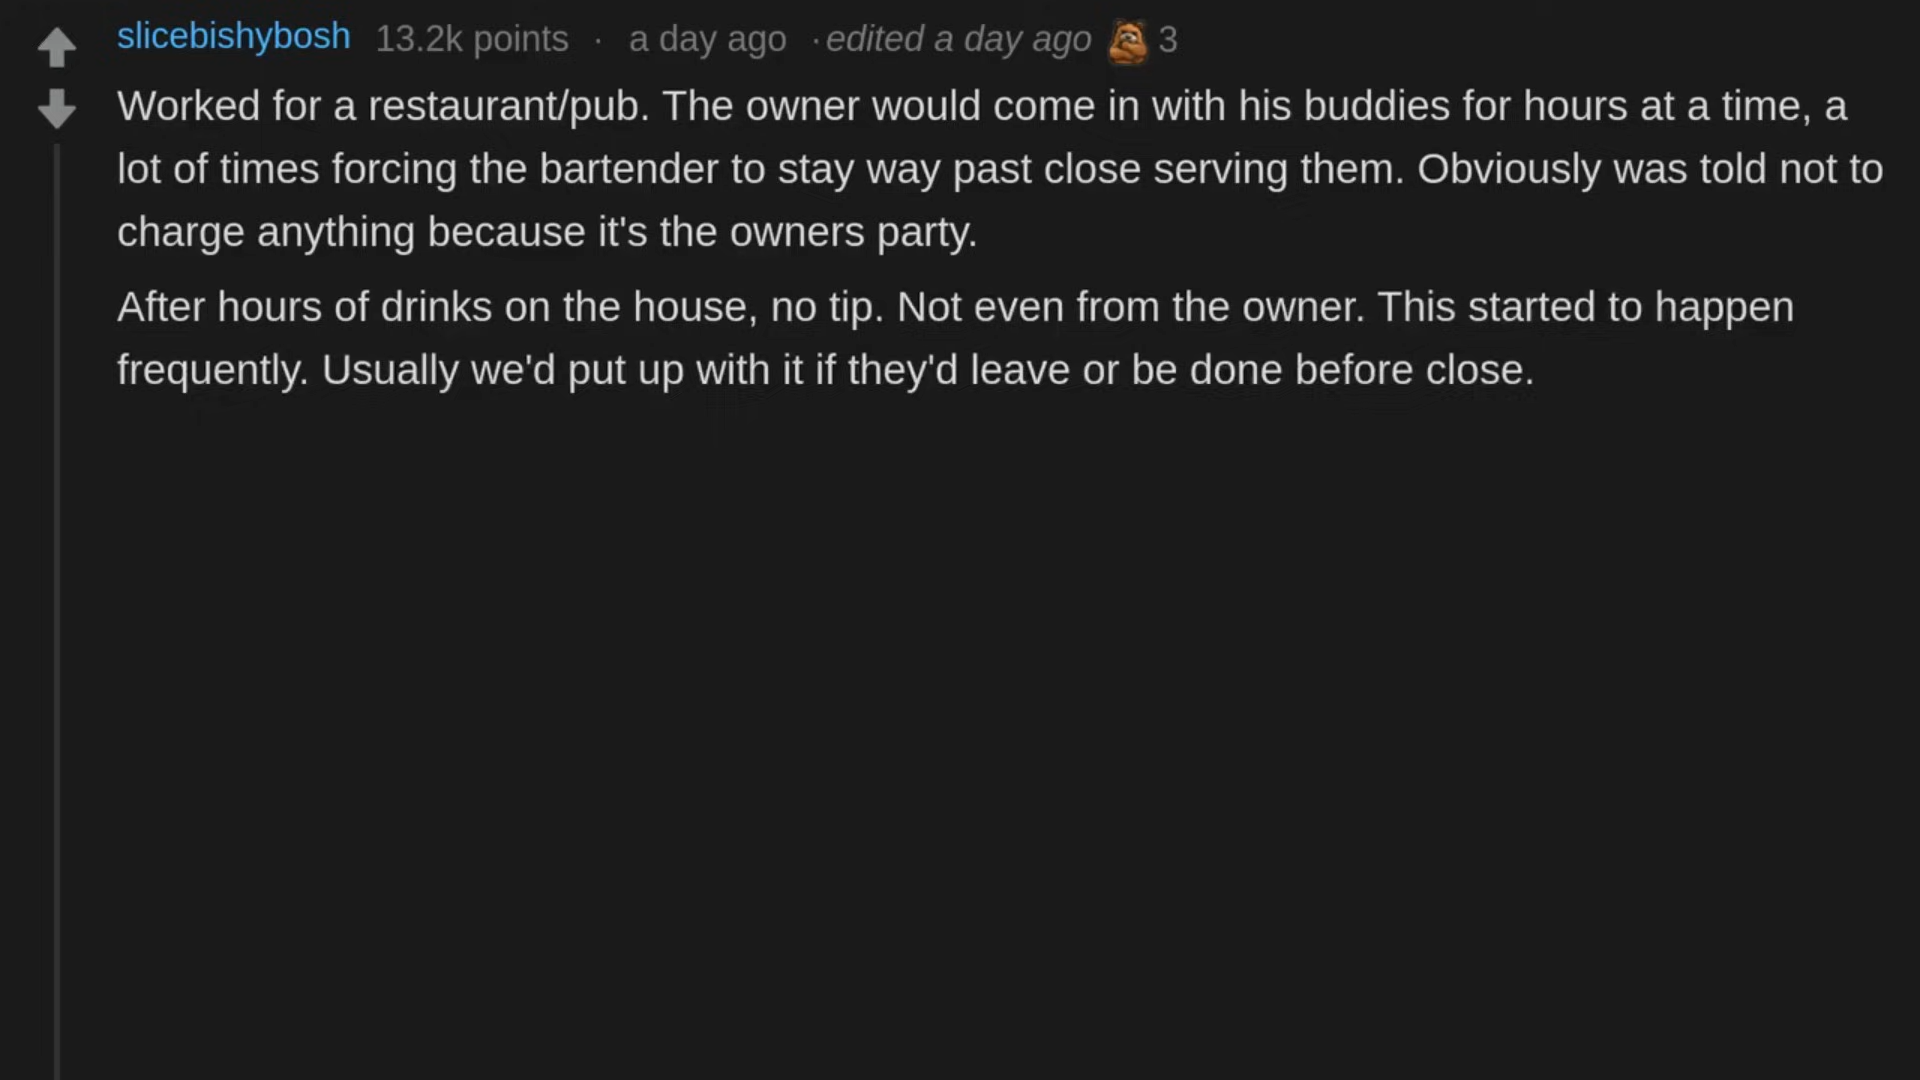 slicebishybosh 13.2k points · a day ago ·edited a day ago 3
Worked for a restaurant/pub. The owner would come in with his buddies for hours at a time, a
lot of times forcing the bartender to stay way past close serving them. Obviously was told not to
charge anything because it's the owners party.
After hours of drinks on the house, no tip. Not even from the owner. This started to happen
frequently. Usually we'd put up with it if they'd leave or be done before close.